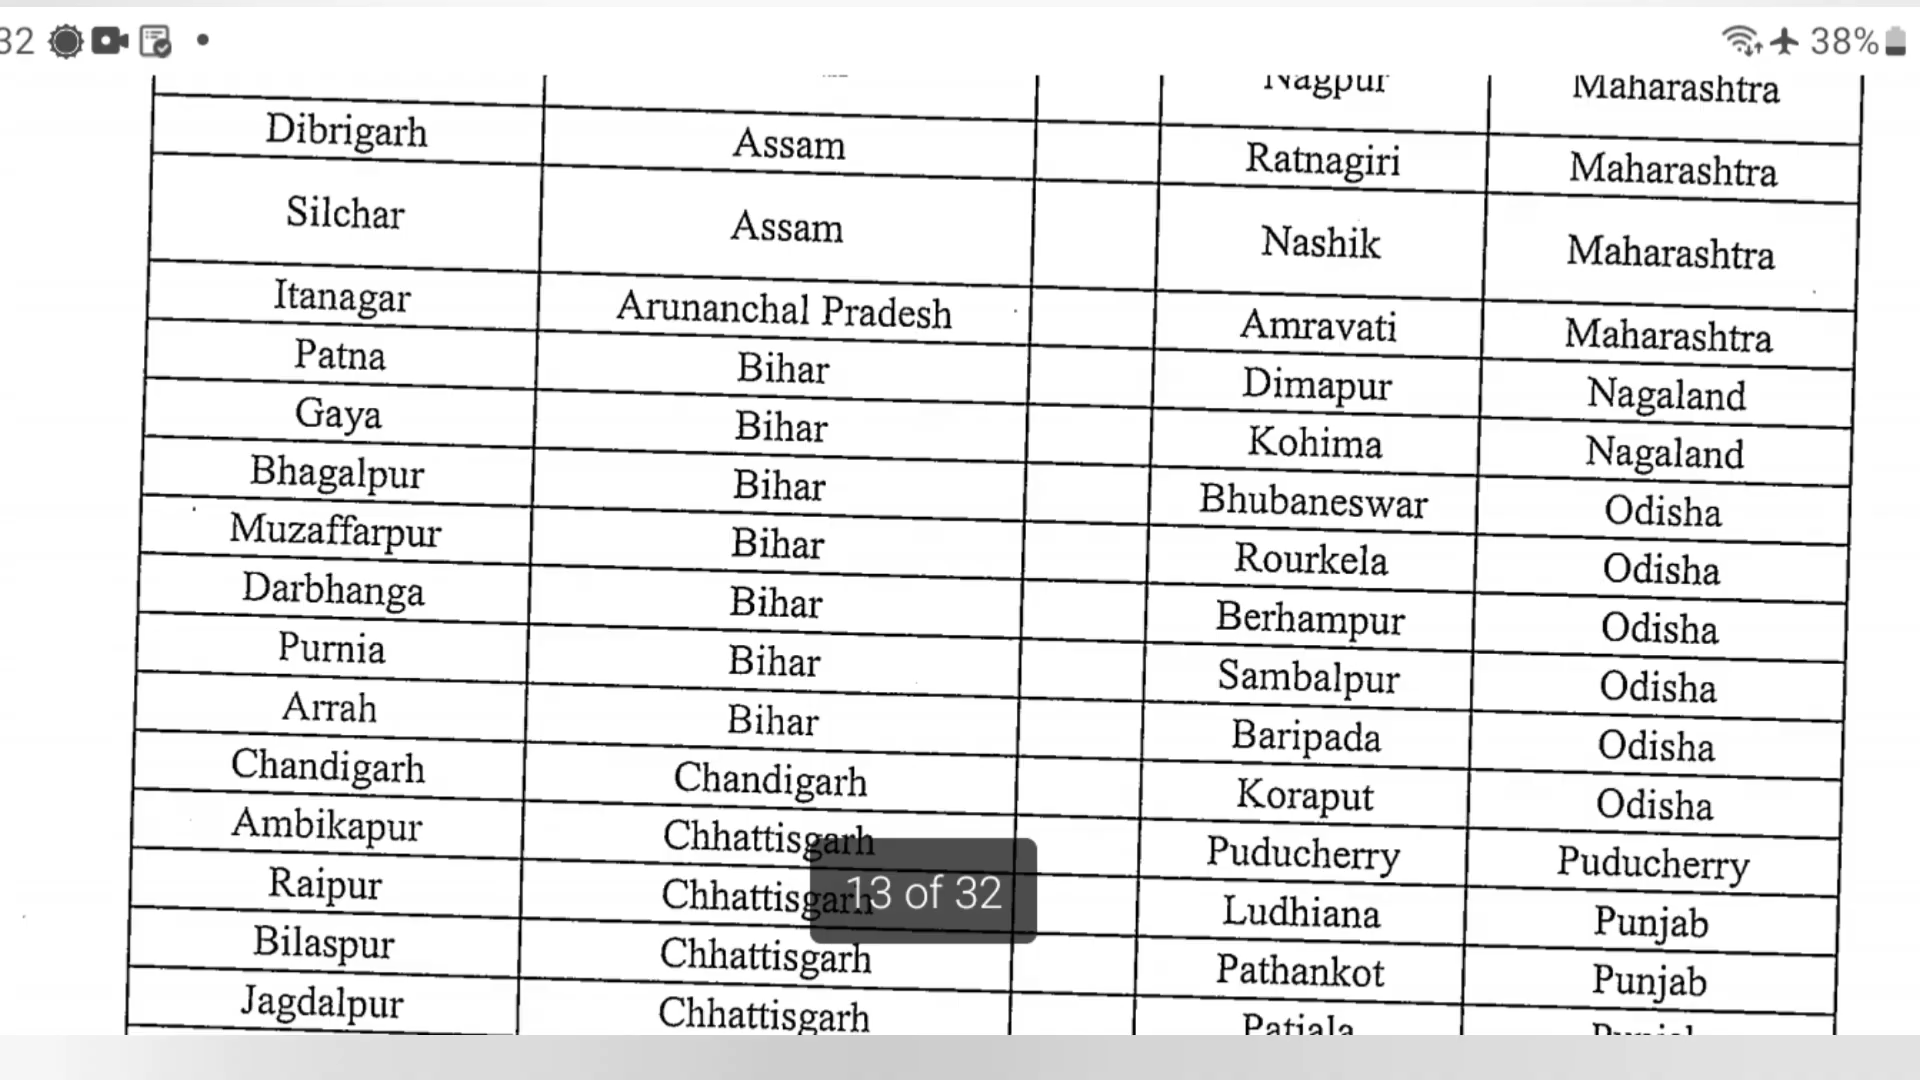 32
38%
Nagpur Maharashtra
Dibrigarh Assam Ratnagiri Maharashtra
Silchar Assam Nashik Maharashtra
Itanagar Arunanchal Pradesh Amravati Maharashtra
Patna Bihar Dimapur Nagaland
Gaya Bihar Kohima Nagaland
Bhagalpur Bihar Bhubaneswar Odisha
Muzaffarpur Bihar Rourkela Odisha
Darbhanga Bihar Berhampur Odisha
Purnia Bihar Sambalpur Odisha
Arrah Bihar Baripada Odisha
Chandigarh Chandigarh Koraput Odisha
Ambikapur Chhattisgarh Puducherry Puducherry
Raipur Chhattisgarh Ludhiana Punjab
13 of 32
Bilaspur Chhattisgarh Pathankot Punjab
Jagdalpur Chhattisgarh Patiala